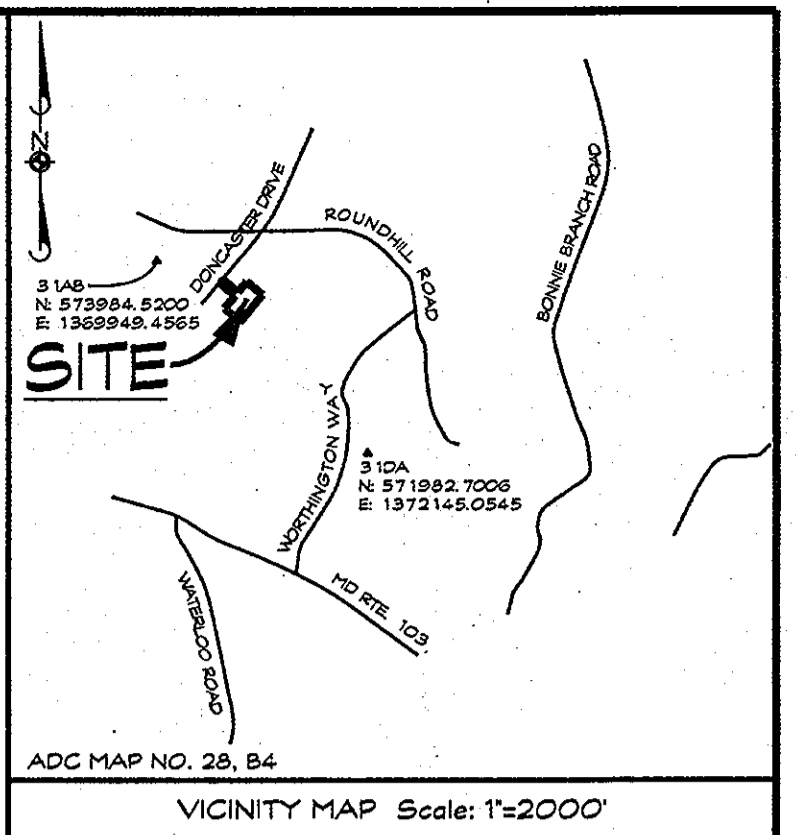 N
DONCASTER DRIVE
ROUNDHILL ROAD
BONNIE BRANCH ROAD
31AB
N: 573984.5200
E: 1369949.4565
SITE
WORTHINGTON WAY
31DA
N: 571982.7006
E: 1372145.0545
MD RTE. 103
WATERLOO ROAD
ADC MAP NO. 28, B4
VICINITY MAP Scale: 1"=2000'